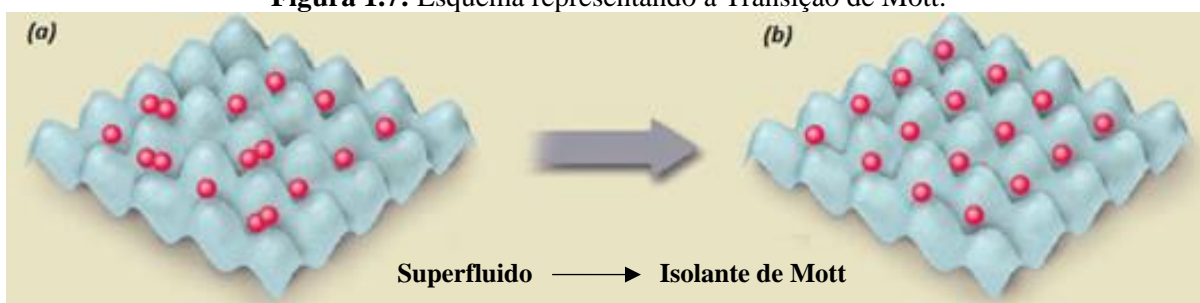 Figura 1.7: Esquema representando a Transição de Mott.
(a) (b)
Superfluido → Isolante de Mott